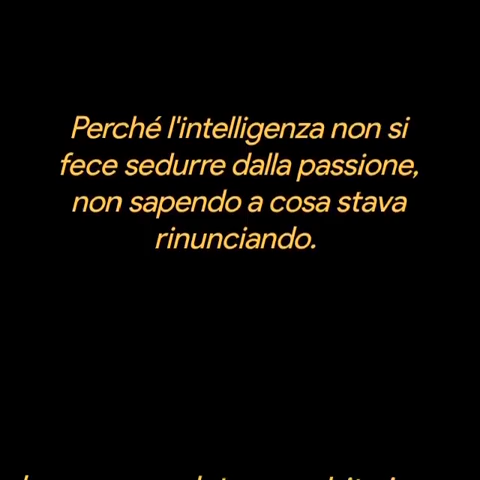 Perché l'intelligenza non si
fece sedurre dalla passione,
non sapendo a cosa stava
rinunciando.